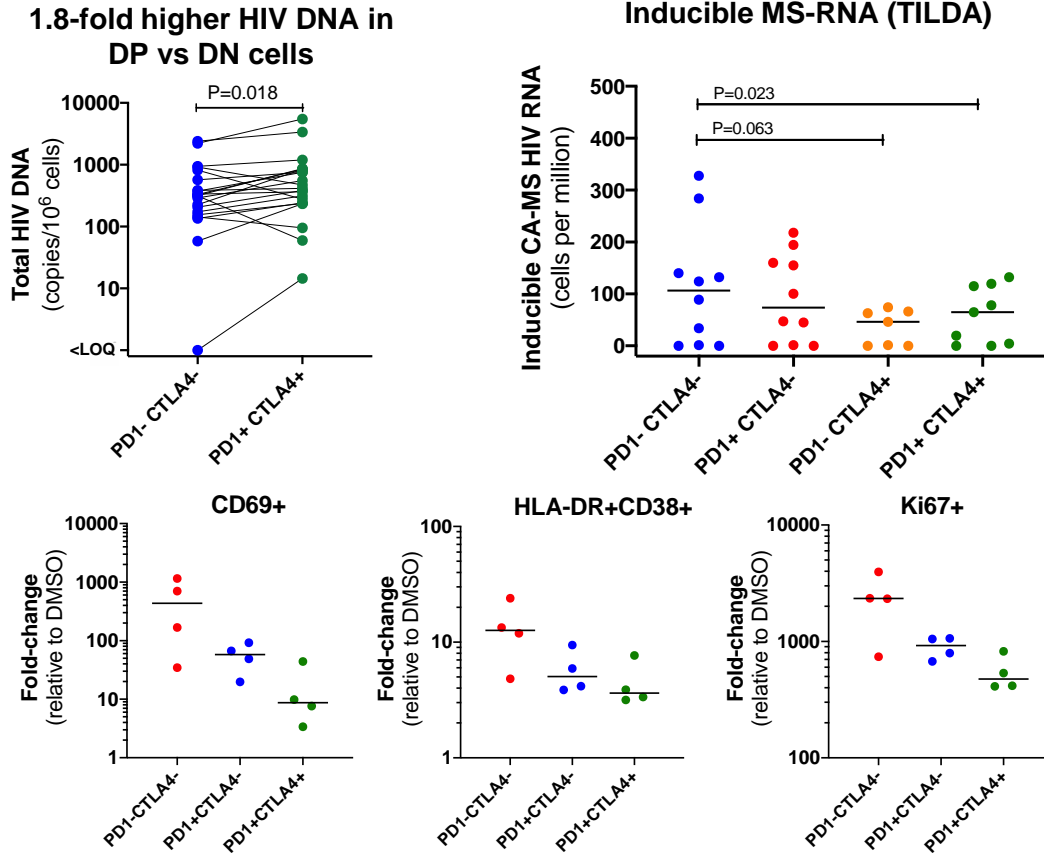 1.8-fold higher HIV DNA in
DP vs DN cells
P=0.018
Total HIV DNA
(copies/10⁶ cells)
10000
1000
100
10
<LOQ
PD1- CTLA4-
PD1+ CTLA4+
Inducible MS-RNA (TILDA)
P=0.023
P=0.063
Inducible CA-MS HIV RNA
(cells per million)
500
400
300
200
100
0
PD1- CTLA4-
PD1+ CTLA4-
PD1- CTLA4+
PD1+ CTLA4+
CD69+
Fold-change
(relative to DMSO)
10000
1000
100
10
1
PD1-CTLA4-
PD1+CTLA4-
PD1+CTLA4+
HLA-DR+CD38+
Fold-change
(relative to DMSO)
100
10
1
PD1-CTLA4-
PD1+CTLA4-
PD1+CTLA4+
Ki67+
Fold-change
(relative to DMSO)
10000
1000
100
PD1-CTLA4-
PD1+CTLA4-
PD1+CTLA4+